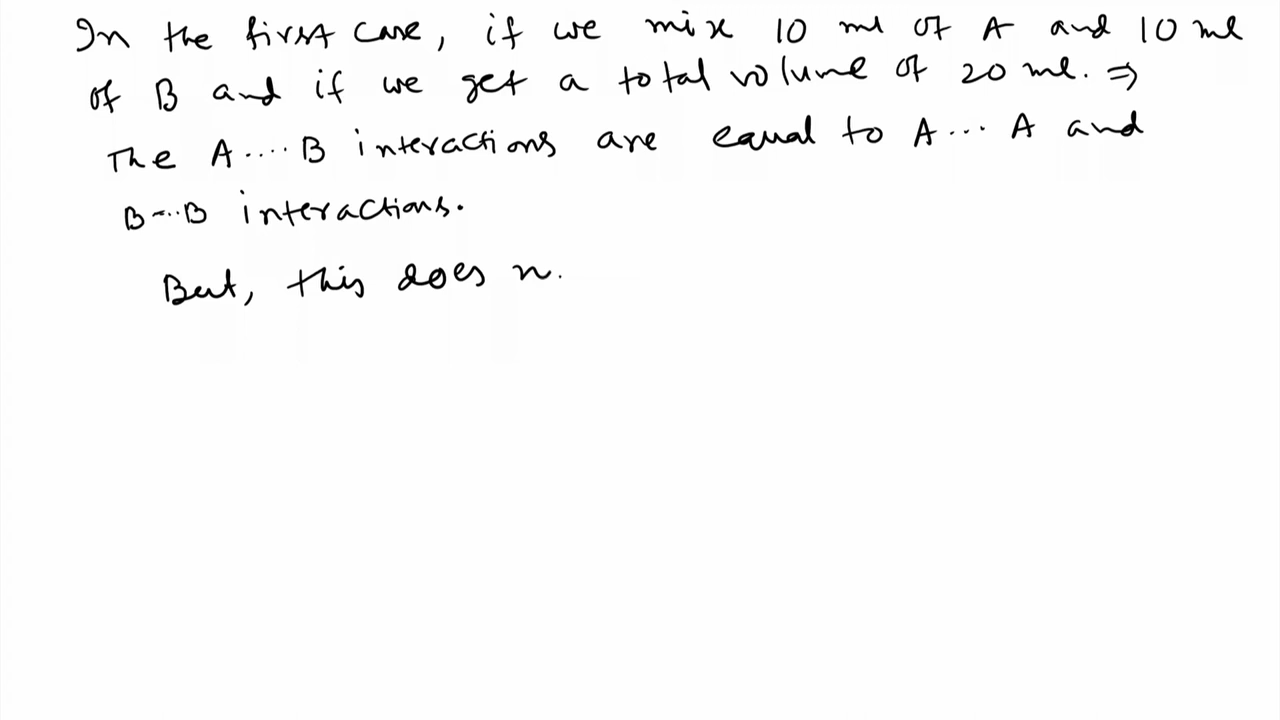 In the first case, if we mix 10 ml of A and 10 ml
of B and if we get a total volume of 20 ml. ⇒
The A....B interactions are equal to A... A and
B...B interactions.
But, this does n.